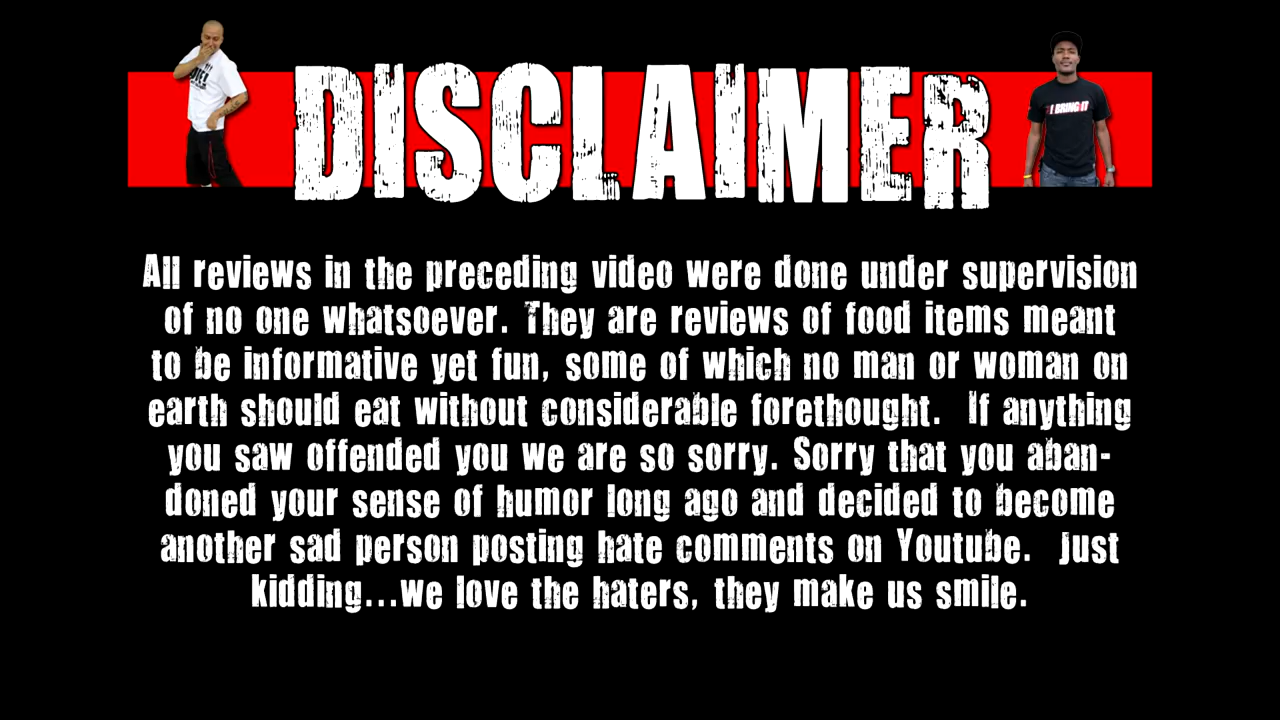 DISCLAIMER
I BRING IT
All reviews in the preceding video were done under supervision
of no one whatsoever. They are reviews of food items meant
to be informative yet fun, some of which no man or woman on
earth should eat without considerable forethought. If anything
you saw offended you we are so sorry. Sorry that you aban-
doned your sense of humor long ago and decided to become
another sad person posting hate comments on Youtube. Just
kidding...we love the haters, they make us smile.